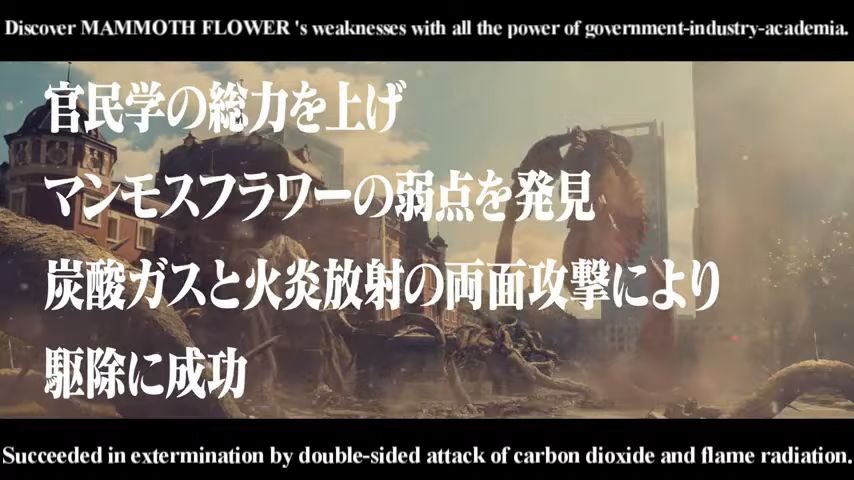 Discover MAMMOTH FLOWER 's weaknesses with all the power of government-industry-academia.
官民学の総力を上げ
マンモスフラワーの弱点を発見
炭酸ガスと火炎放射の両面攻撃により
駆除に成功
Succeeded in extermination by double-sided attack of carbon dioxide and flame radiation.